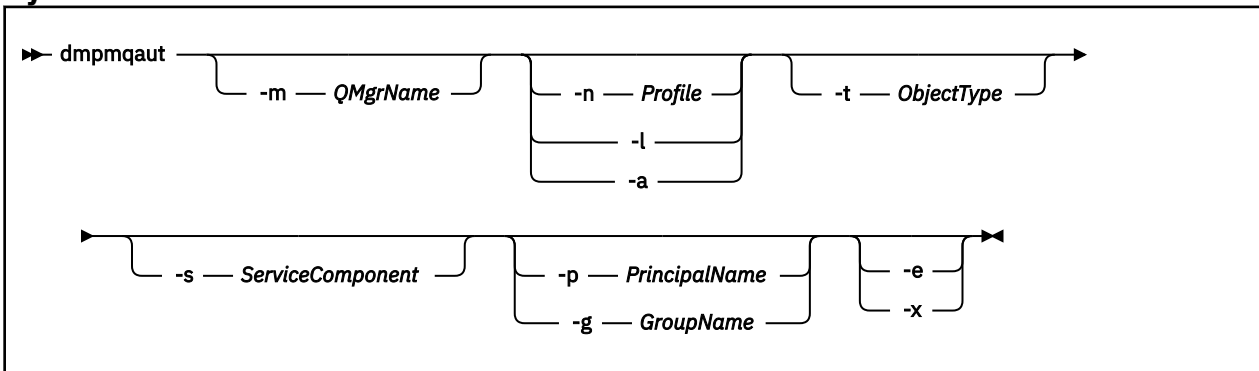 dmpmqaut
-m QMgrName
-n Profile
-l
-a
-t ObjectType
-s ServiceComponent
-p PrincipalName
-g GroupName
-e
-x